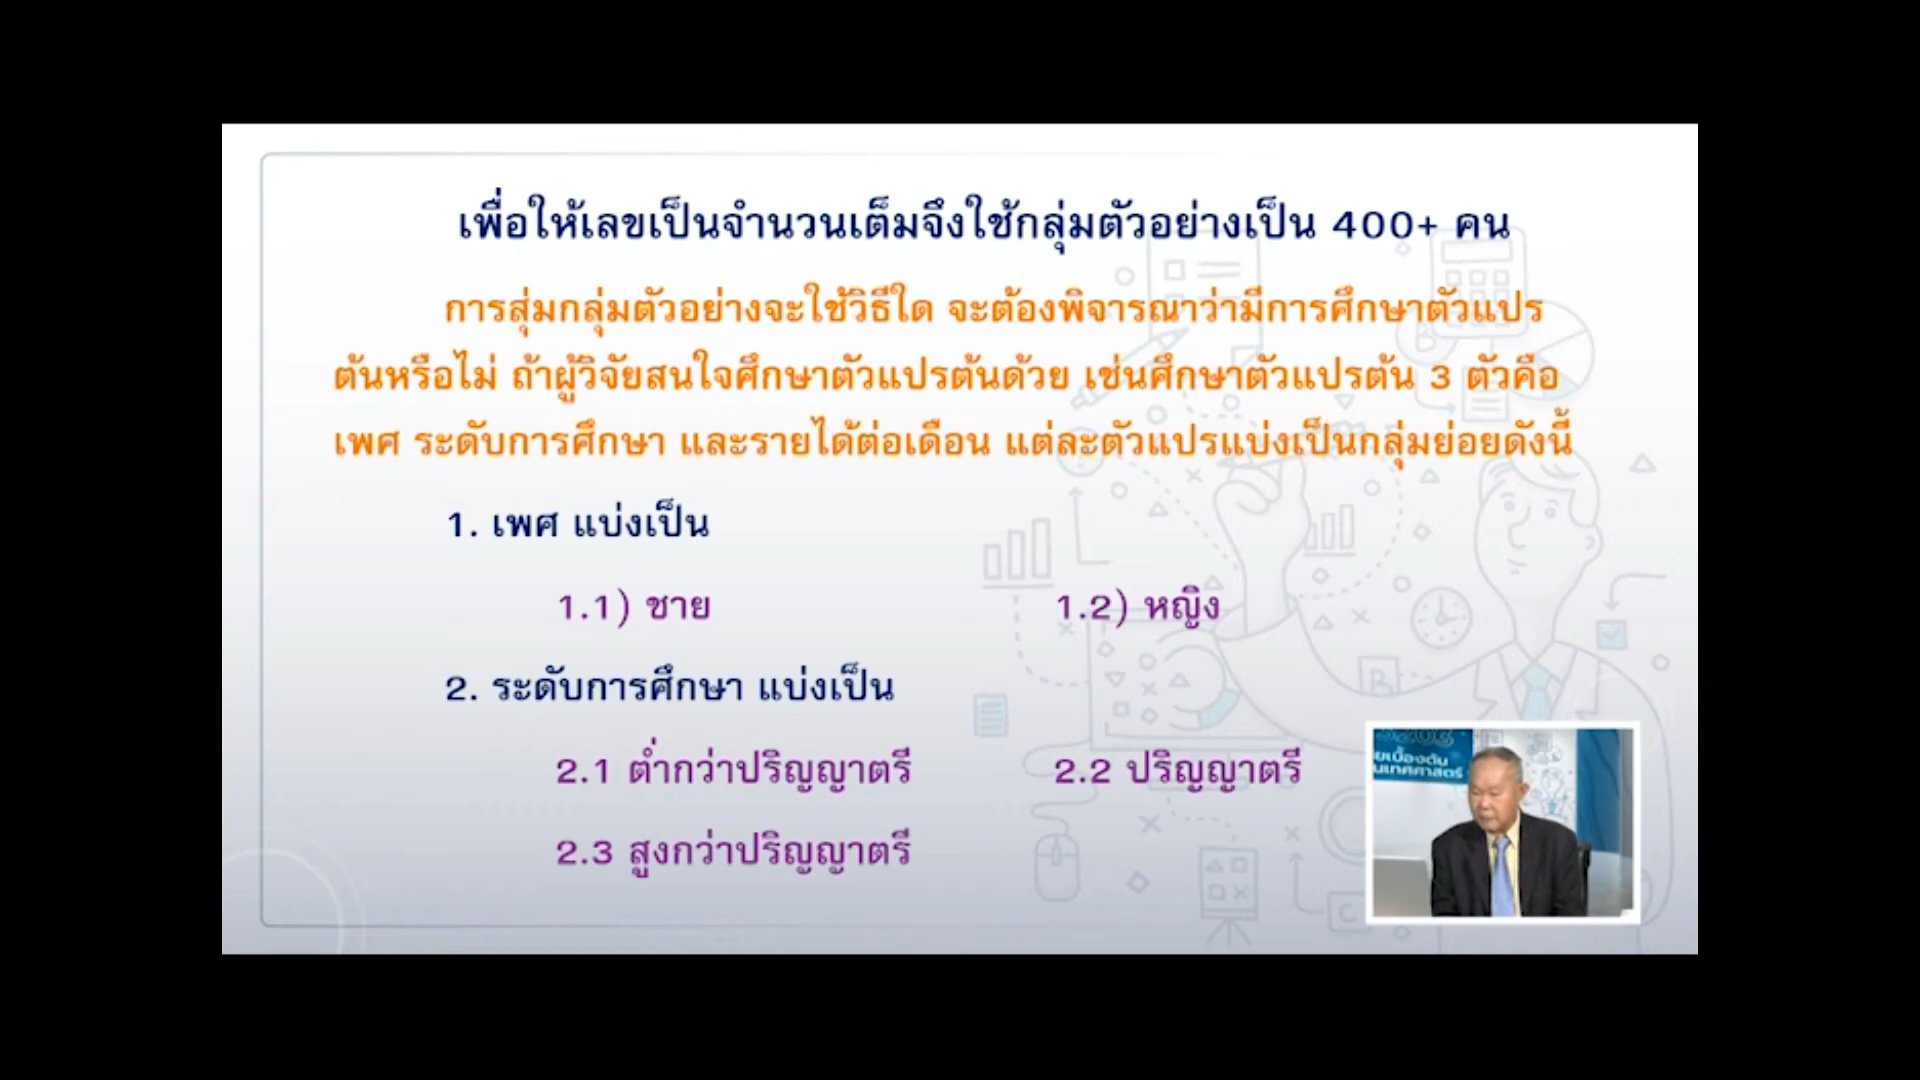 เพื่อให้เลขเป็นจำนวนเต็มจึงใช้กลุ่มตัวอย่างเป็น 400+ คน
การสุ่มกลุ่มตัวอย่างจะใช้วิธีใด จะต้องพิจารณาว่ามีการศึกษาตัวแปร
ต้นหรือไม่ ถ้าผู้วิจัยสนใจศึกษาตัวแปรต้นด้วย เช่นศึกษาตัวแปรต้น 3 ตัวคือ
เพศ ระดับการศึกษา และรายได้ต่อเดือน แต่ละตัวแปรแบ่งเป็นกลุ่มย่อยดังนี้
1. เพศ แบ่งเป็น
1.1) ชาย 1.2) หญิง
2. ระดับการศึกษา แบ่งเป็น
2.1 ต่ำกว่าปริญญาตรี 2.2 ปริญญาตรี
2.3 สูงกว่าปริญญาตรี